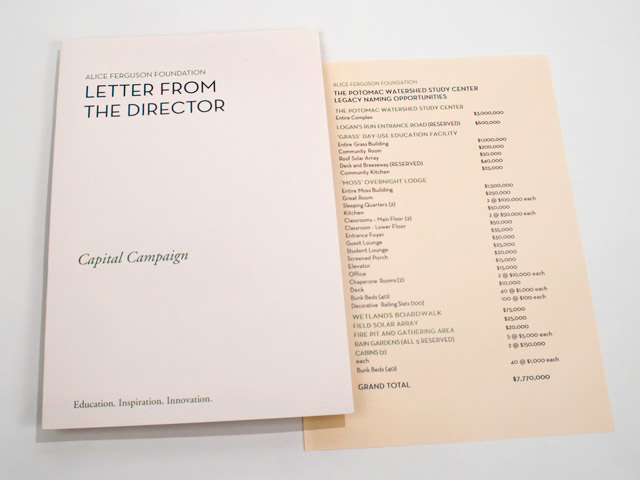 ALICE FERGUSON FOUNDATION
LETTER FROM
THE DIRECTOR
Capital Campaign
Education. Inspiration. Innovation.
ALICE FERGUSON FOUNDATION
THE POTOMAC WATERSHED STUDY CENTER
LEGACY NAMING OPPORTUNITIES
THE POTOMAC WATERSHED STUDY CENTER
Entire Complex $3,000,000
LOGAN'S RUN ENTRANCE ROAD (RESERVED) $600,000
'GRASS' DAY-USE EDUCATION FACILITY
Entire Grass Building $1,000,000
Community Room $200,000
Roof Solar Array $50,000
Deck and Breezeway (RESERVED) $40,000
Community Kitchen $25,000
'MOSS' OVERNIGHT LODGE
Entire Moss Building $1,500,000
Great Room $250,000
Sleeping Quarters (2) 2 @ $100,000 each
Kitchen $50,000
Classrooms - Main Floor (2) 2 @ $50,000 each
Classroom - Lower Floor $50,000
Entrance Foyer $35,000
Guest Lounge $30,000
Student Lounge $25,000
Screened Porch $20,000
Elevator $15,000
Office $15,000
Chaperone Rooms (2) 2 @ $10,000 each
Deck $10,000
Bunk Beds (40) 40 @ $1,000 each
Decorative Railing Slats (100) 100 @ $100 each
WETLANDS BOARDWALK $75,000
FIELD SOLAR ARRAY $25,000
FIRE PIT AND GATHERING AREA $20,000
RAIN GARDENS (ALL 5 RESERVED) 5 @ $5,000 each
CABINS (2) 2 @ $150,000
each
Bunk Beds (40) 40 @ $1,000 each
GRAND TOTAL $7,770,000